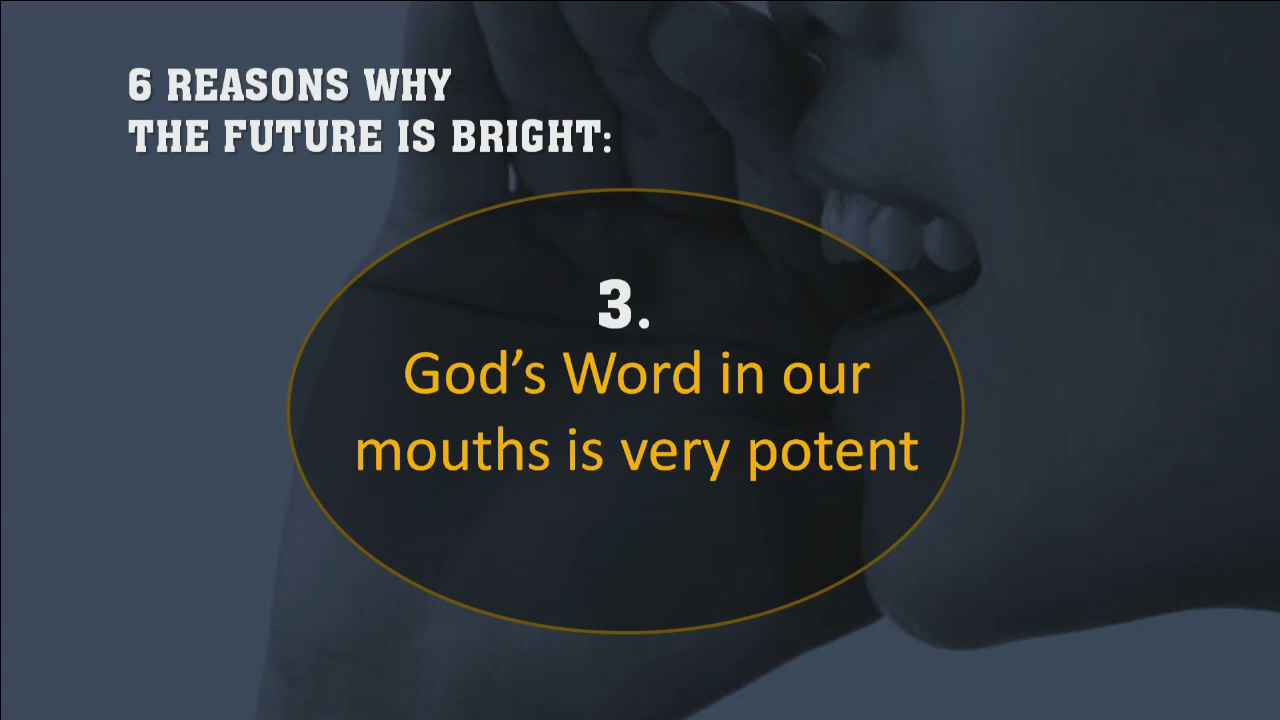 6 REASONS WHY
THE FUTURE IS BRIGHT:
3.
God’s Word in our
mouths is very potent